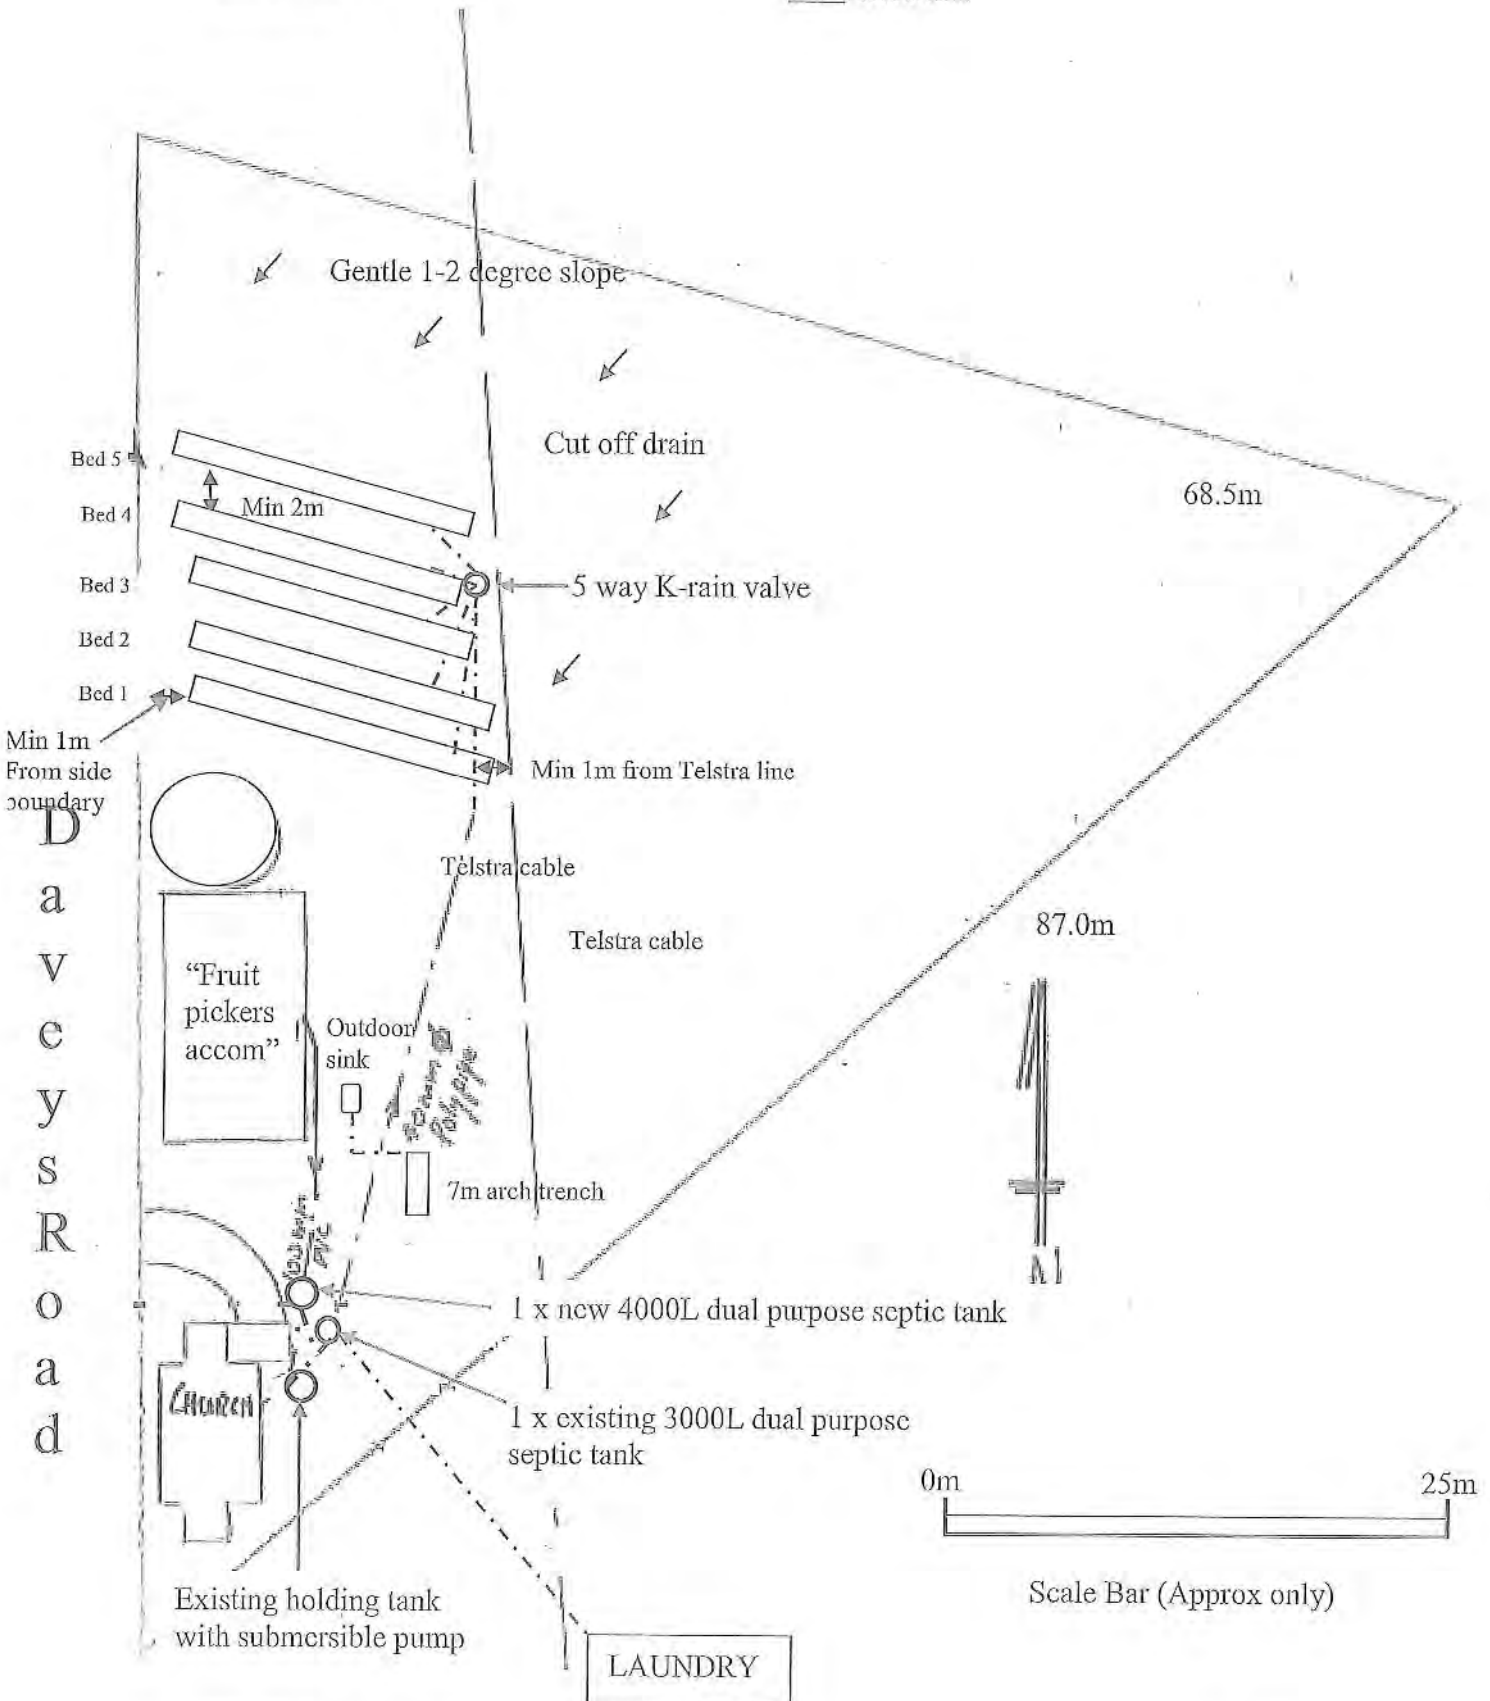 Gentle 1-2 degree slope
Cut off drain
68.5m
Bed 5
Min 2m
Bed 4
Bed 3
5 way K-rain valve
Bed 2
Bed 1
Min 1m
From side
boundary
Min 1m from Telstra line
Telstra cable
Telstra cable
87.0m
Daveys Road
"Fruit
pickers
accom"
Outdoor
sink
7m arch trench
1 x new 4000L dual purpose septic tank
CHURCH
1 x existing 3000L dual purpose
septic tank
N
0m
25m
Scale Bar (Approx only)
Existing holding tank
with submersible pump
LAUNDRY